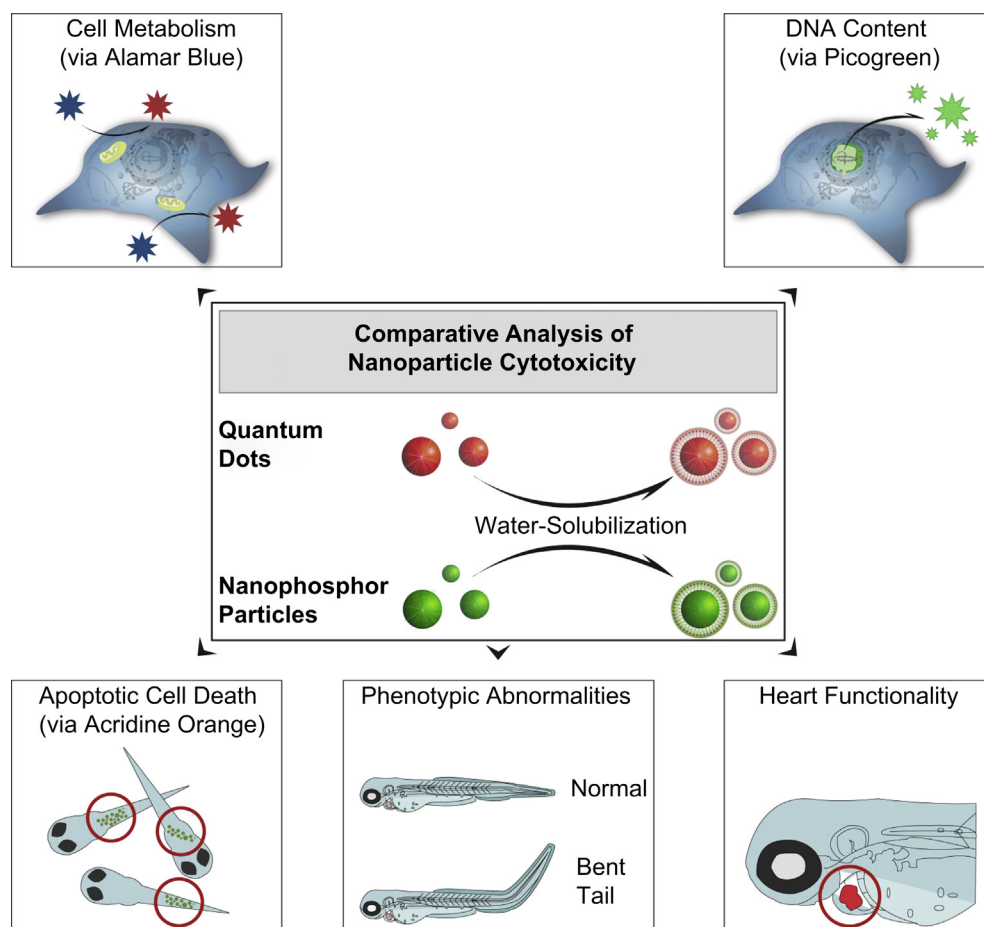 Cell Metabolism
(via Alamar Blue)
DNA Content
(via Picogreen)
Comparative Analysis of
Nanoparticle Cytotoxicity
Quantum
Dots
Water-Solubilization
Nanophosphor
Particles
Apoptotic Cell Death
(via Acridine Orange)
Phenotypic Abnormalities
Normal
Bent
Tail
Heart Functionality